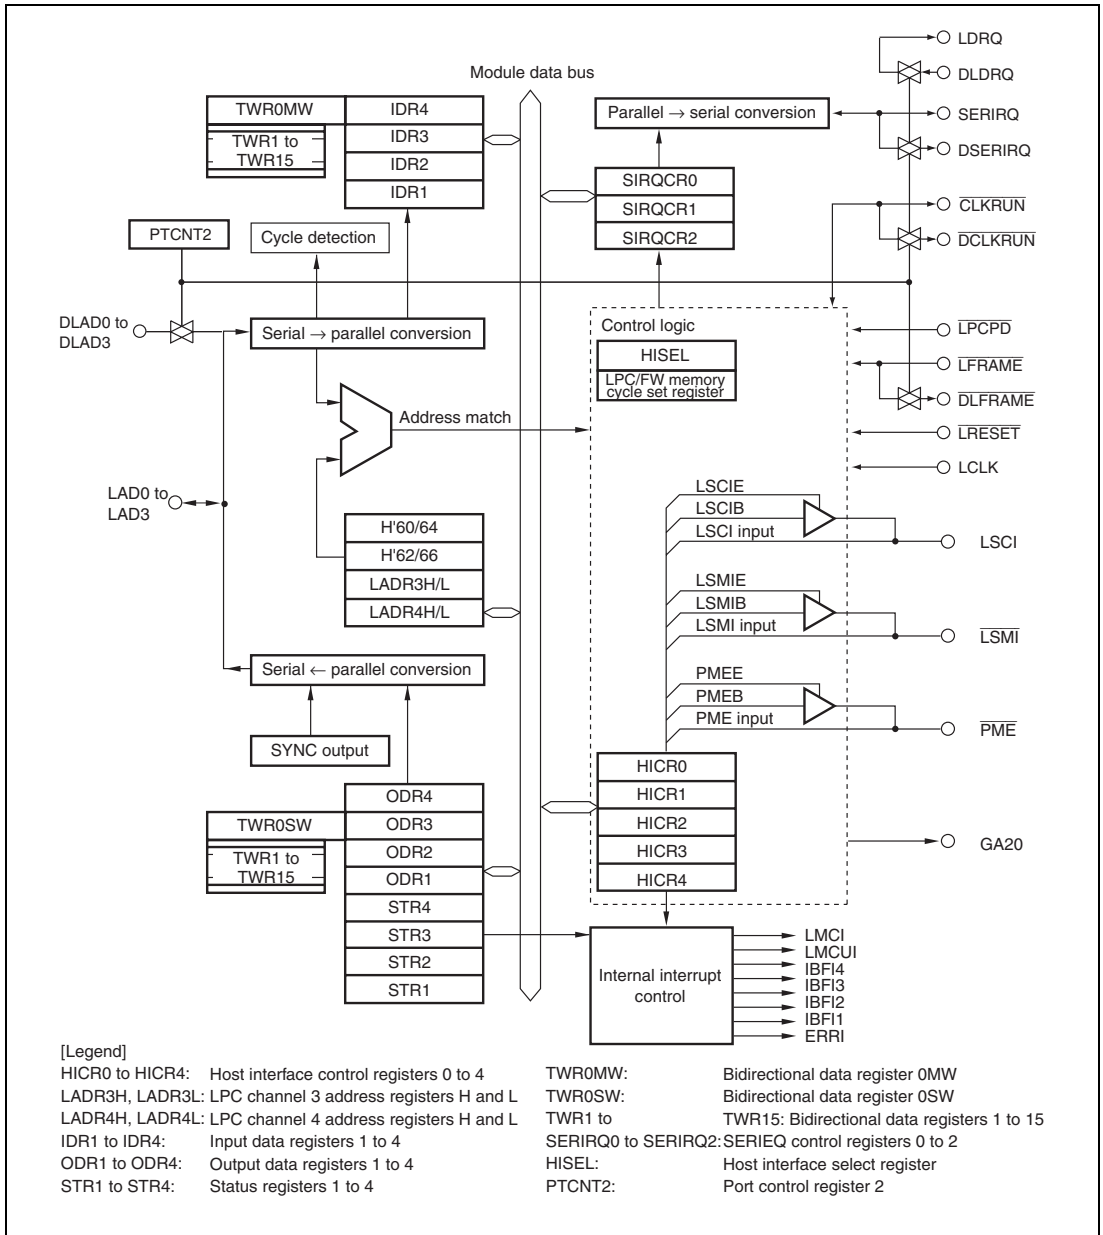 LDRQ
Module data bus
DLDRQ
TWR0MW
IDR4
Parallel → serial conversion
SERIRQ
IDR3
TWR1 to
TWR15
DSERIRQ
IDR2
SIRQCR0
IDR1
SIRQCR1
CLKRUN
PTCNT2
Cycle detection
SIRQCR2
DCLKRUN
DLAD0 to
DLAD3
Serial → parallel conversion
Control logic
LPCPD
HISEL
LFRAME
LPC/FW memory
cycle set register
DLFRAME
Address match
LRESET
LCLK
LAD0 to
LAD3
LSCIE
LSCIB
H'60/64
LSCI input
LSCI
H'62/66
LADR3H/L
LSMIE
LADR4H/L
LSMIB
LSMI input
LSMI
Serial ← parallel conversion
PMEE
PMEB
PME input
PME
SYNC output
HICR0
ODR4
HICR1
TWR0SW
ODR3
HICR2
GA20
TWR1 to
TWR15
ODR2
HICR3
ODR1
HICR4
STR4
STR3
LMCI
LMCUI
STR2
Internal interrupt
control
IBFI4
IBFI3
STR1
IBFI2
IBFI1
ERRI
[Legend]
HICR0 to HICR4: Host interface control registers 0 to 4
LADR3H, LADR3L: LPC channel 3 address registers H and L
LADR4H, LADR4L: LPC channel 4 address registers H and L
IDR1 to IDR4: Input data registers 1 to 4
ODR1 to ODR4: Output data registers 1 to 4
STR1 to STR4: Status registers 1 to 4
TWR0MW: Bidirectional data register 0MW
TWR0SW: Bidirectional data register 0SW
TWR1 to TWR15: Bidirectional data registers 1 to 15
SERIRQ0 to SERIRQ2: SERIEQ control registers 0 to 2
HISEL: Host interface select register
PTCNT2: Port control register 2